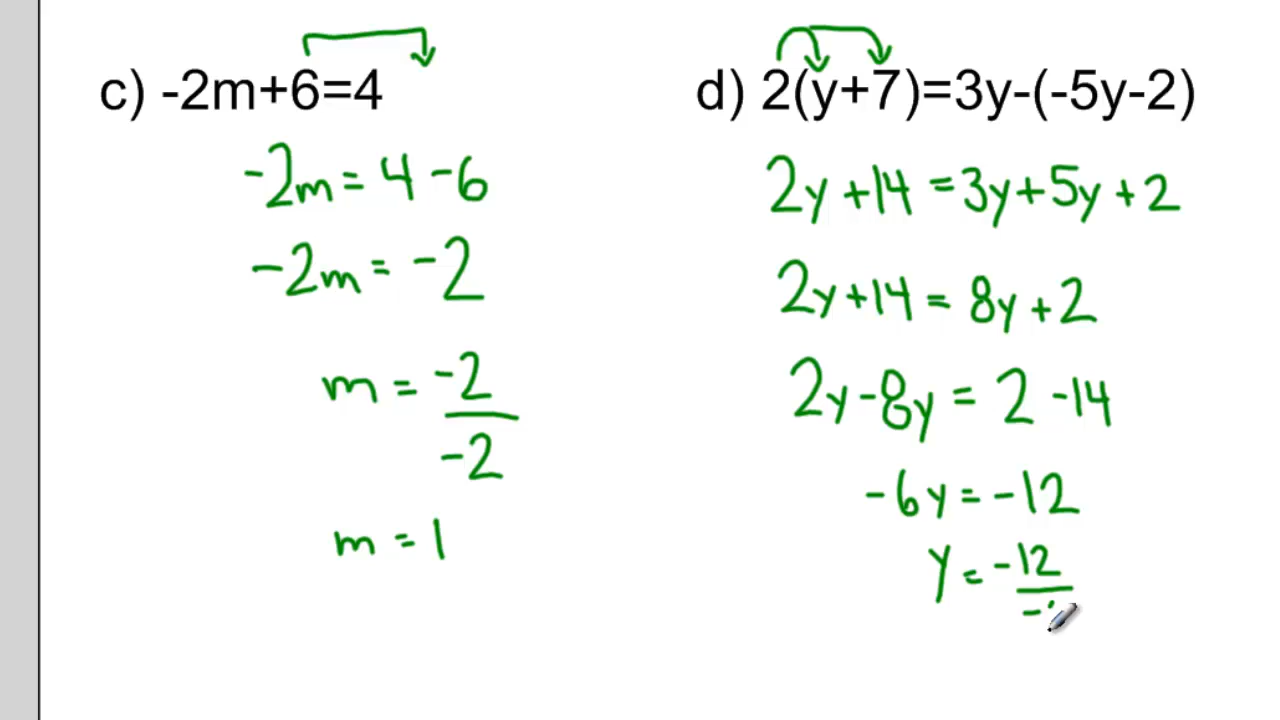 c) -2m+6=4
-2m = 4 -6
-2m = -2
m = -2
-2
m = 1
d) 2(y+7)=3y-(-5y-2)
2y +14 = 3y + 5y + 2
2y +14 = 8y + 2
2y - 8y = 2 -14
-6y = -12
y = -12
-